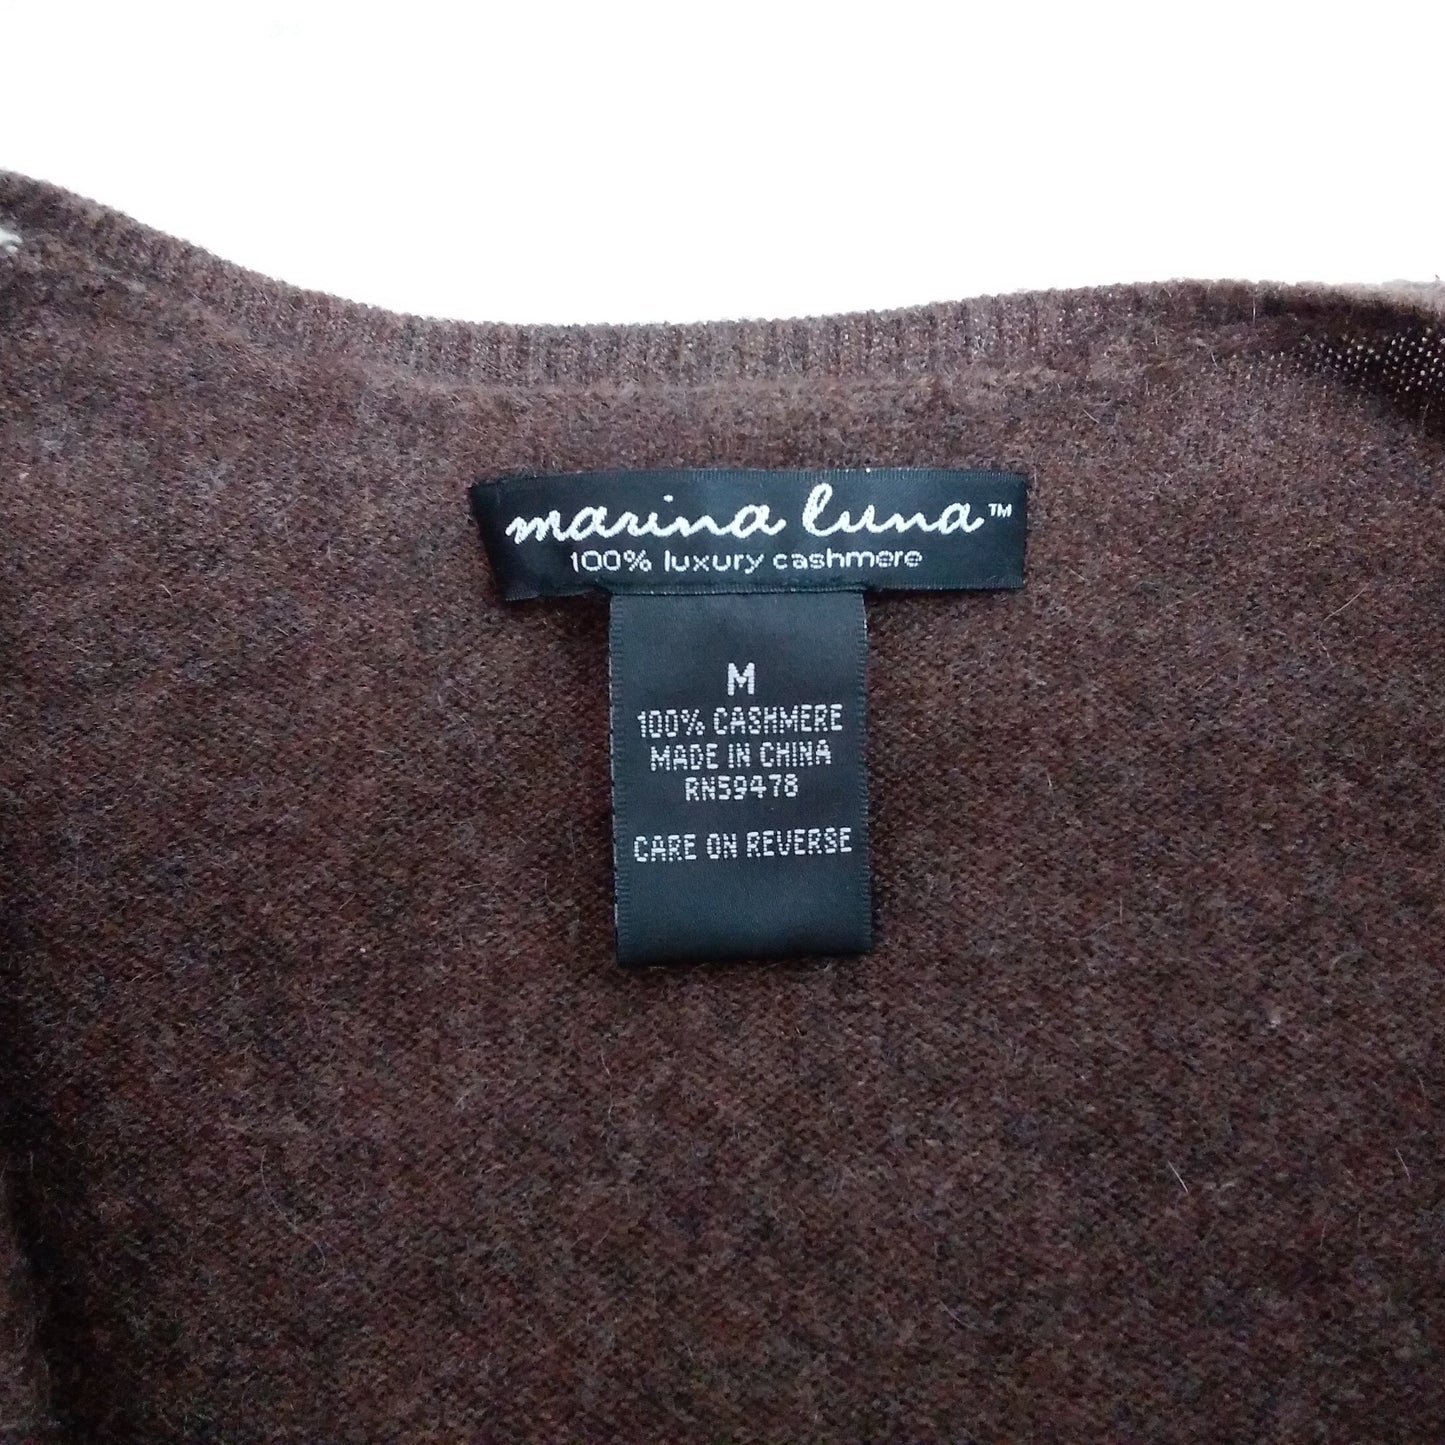 marina luna™
100% luxury cashmere
M
100% CASHMERE
MADE IN CHINA
RN59478
CARE ON REVERSE